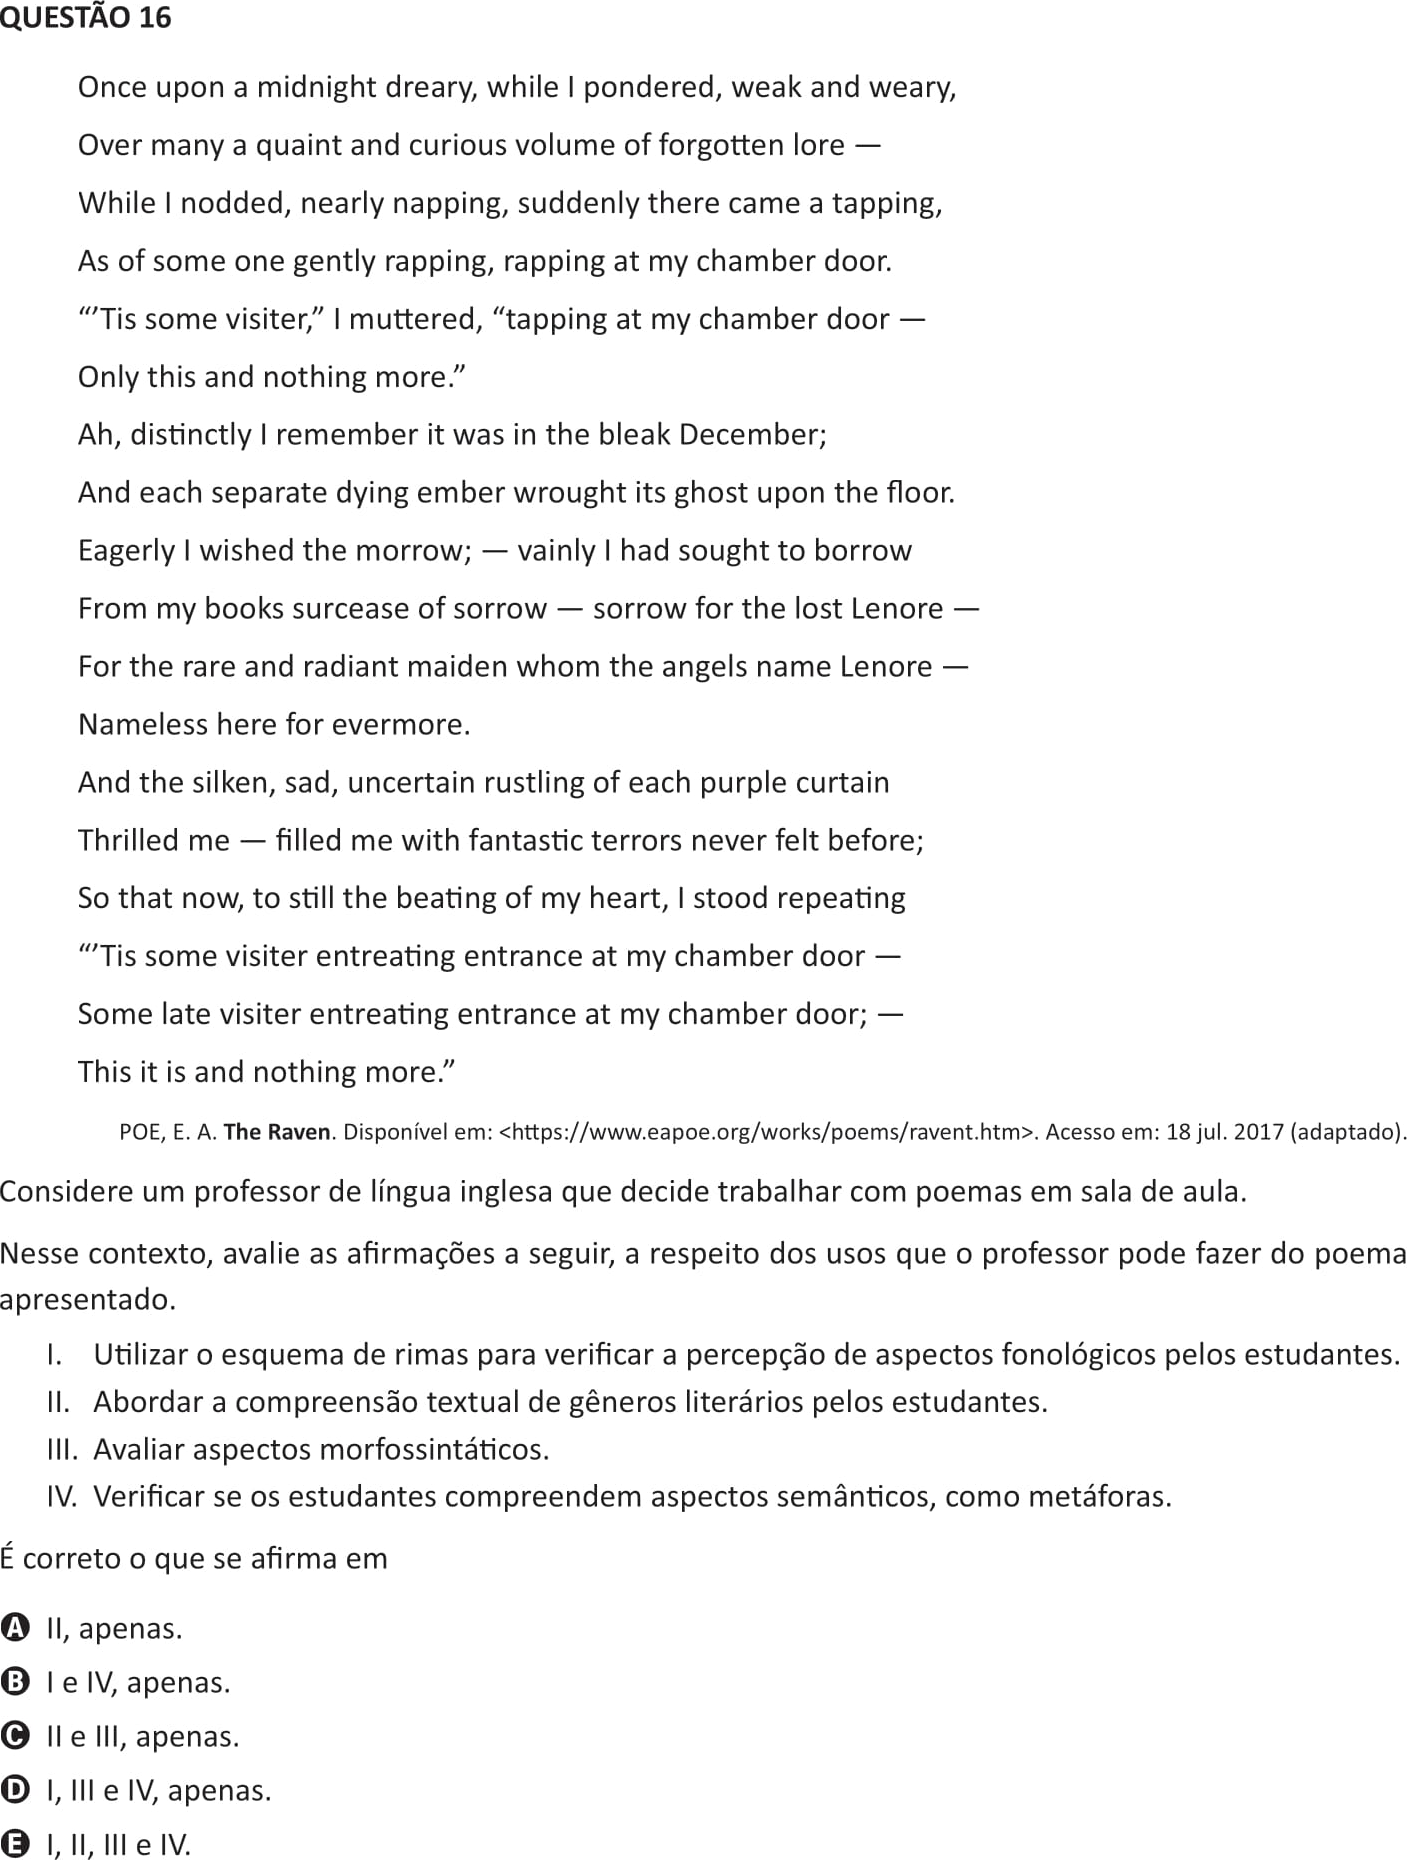 QUESTÃO 16
Once upon a midnight dreary, while I pondered, weak and weary,
Over many a quaint and curious volume of forgotten lore —
While I nodded, nearly napping, suddenly there came a tapping,
As of some one gently rapping, rapping at my chamber door.
“’Tis some visiter,” I muttered, “tapping at my chamber door —
Only this and nothing more.”
Ah, distinctly I remember it was in the bleak December;
And each separate dying ember wrought its ghost upon the floor.
Eagerly I wished the morrow; — vainly I had sought to borrow
From my books surcease of sorrow — sorrow for the lost Lenore —
For the rare and radiant maiden whom the angels name Lenore —
Nameless here for evermore.
And the silken, sad, uncertain rustling of each purple curtain
Thrilled me — filled me with fantastic terrors never felt before;
So that now, to still the beating of my heart, I stood repeating
“’Tis some visiter entreating entrance at my chamber door —
Some late visiter entreating entrance at my chamber door; —
This it is and nothing more.”
POE, E. A. The Raven. Disponível em: <https://www.eapoe.org/works/poems/ravent.htm>. Acesso em: 18 jul. 2017 (adaptado).
Considere um professor de língua inglesa que decide trabalhar com poemas em sala de aula.
Nesse contexto, avalie as afirmações a seguir, a respeito dos usos que o professor pode fazer do poema
apresentado.
I. Utilizar o esquema de rimas para verificar a percepção de aspectos fonológicos pelos estudantes.
II. Abordar a compreensão textual de gêneros literários pelos estudantes.
III. Avaliar aspectos morfossintáticos.
IV. Verificar se os estudantes compreendem aspectos semânticos, como metáforas.
É correto o que se afirma em
A II, apenas.
B I e IV, apenas.
C II e III, apenas.
D I, III e IV, apenas.
E I, II, III e IV.